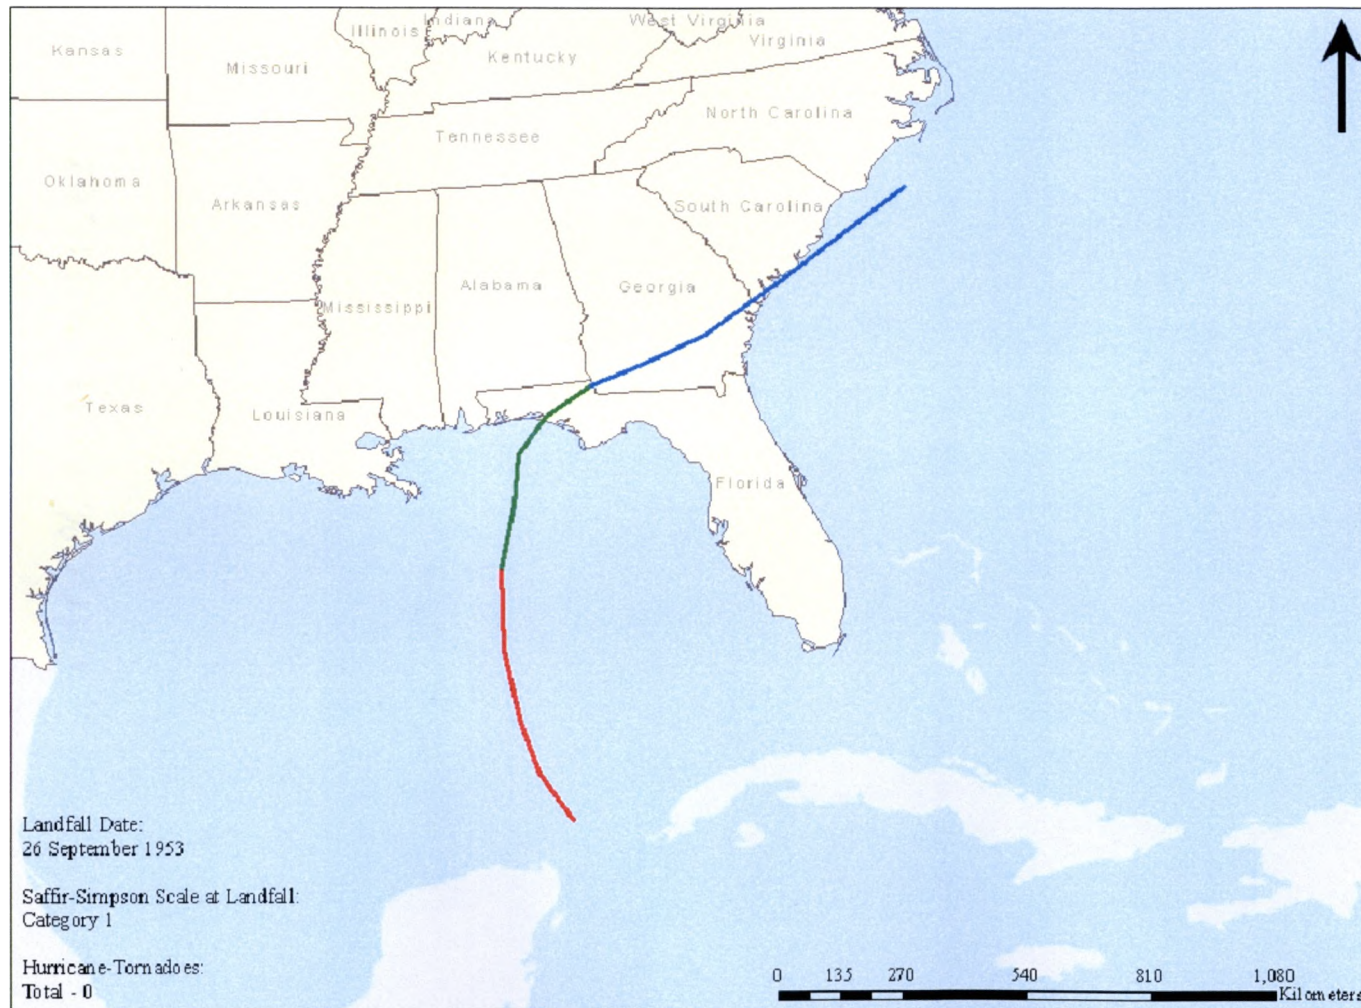 Indiana
West Virginia
Illinois
Virginia
Kansas
Kentucky
Missouri
North Carolina
Tennessee
Oklahoma
Arkansas
South Carolina
Alabama
Georgia
Mississippi
Texas
Louisiana
Florida
Landfall Date:
26 September 1953
Saffir-Simpson Scale at Landfall:
Category 1
Hurricane-Tornadoes:
Total - 0
0 135 270 540 810 1,080
Kilometers